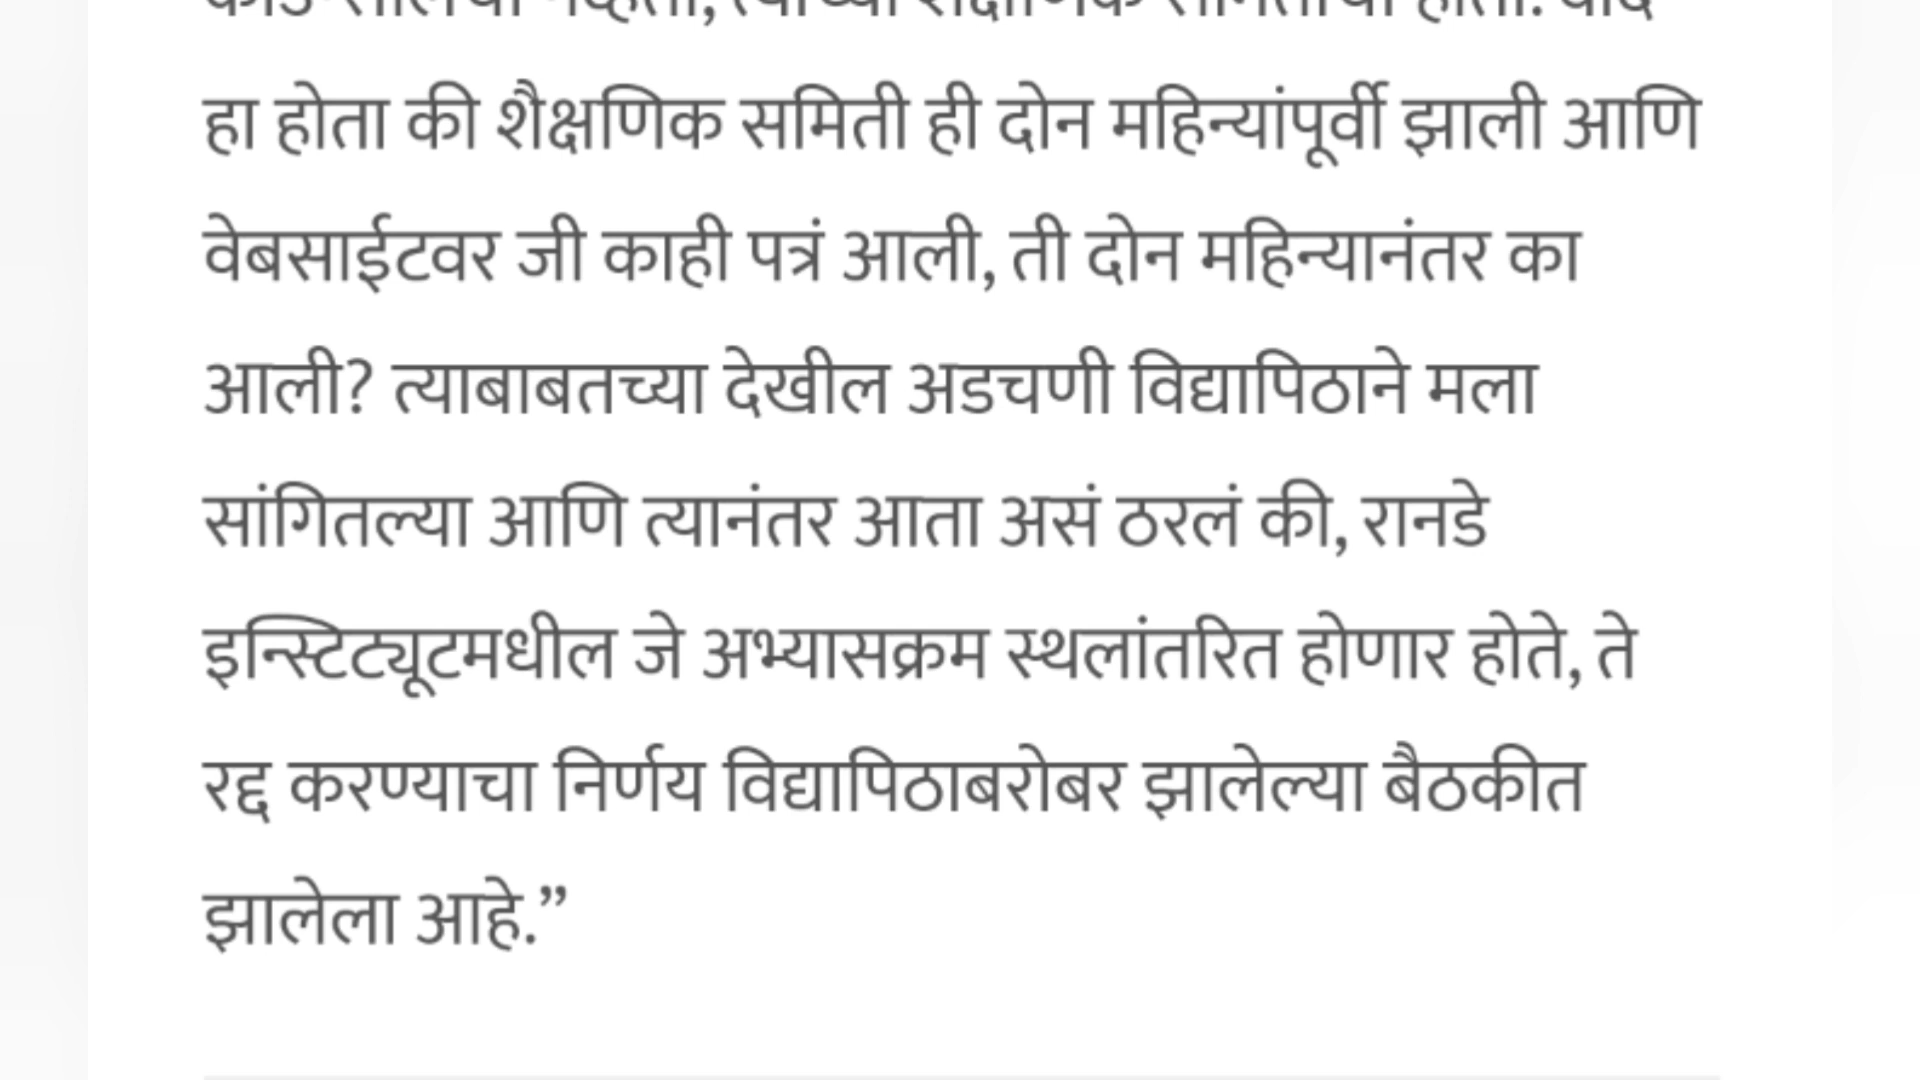 हा होता की शैक्षणिक समिती ही दोन महिन्यांपूर्वी झाली आणि
वेबसाईटवर जी काही पत्रं आली, ती दोन महिन्यानंतर का
आली? त्याबाबतच्या देखील अडचणी विद्यापिठाने मला
सांगितल्या आणि त्यानंतर आता असं ठरलं की, रानडे
इन्स्टिट्यूटमधील जे अभ्यासक्रम स्थलांतरित होणार होते, ते
रद्द करण्याचा निर्णय विद्यापिठाबरोबर झालेल्या बैठकीत
झालेला आहे.”